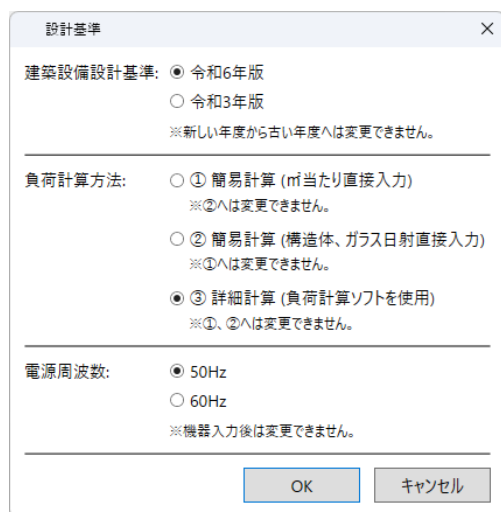 設計基準
建築設備設計基準: 令和6年版
令和3年版
※新しい年度から古い年度へは変更できません。
負荷計算方法: ① 簡易計算 (㎡当たり直接入力)
※②へは変更できません。
② 簡易計算 (構造体、ガラス日射直接入力)
※①へは変更できません。
③ 詳細計算 (負荷計算ソフトを使用)
※①、②へは変更できません。
電源周波数: 50Hz
60Hz
※機器入力後は変更できません。
OK キャンセル